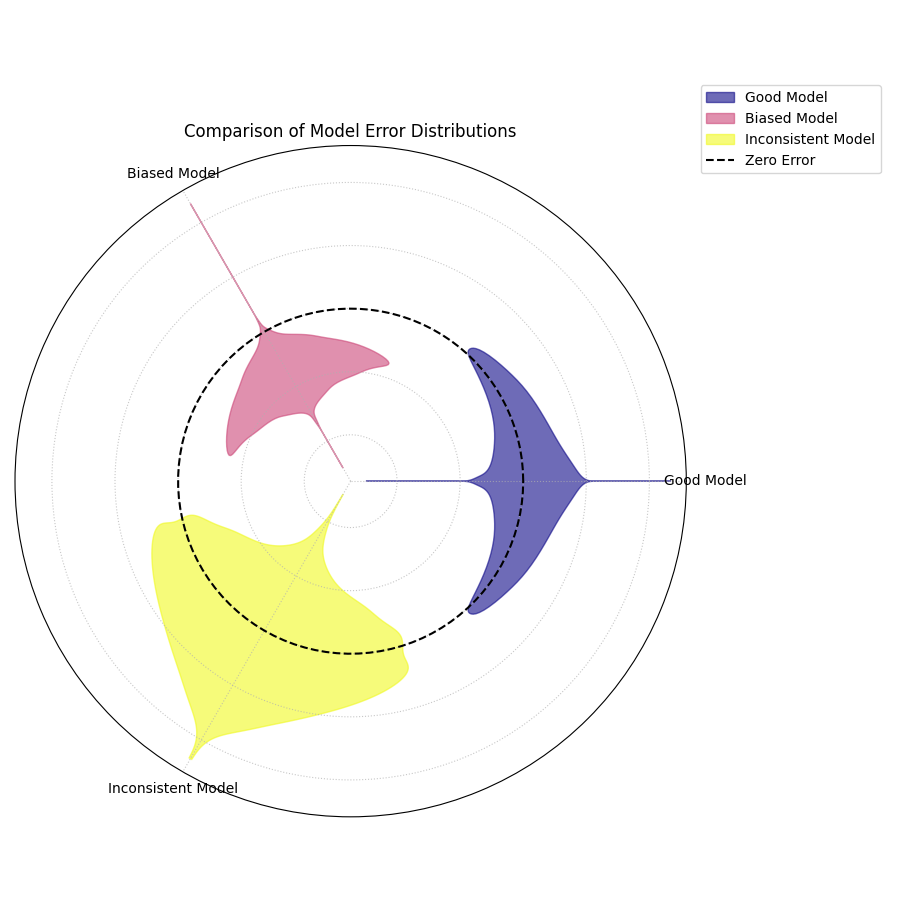 Good Model
Biased Model
Inconsistent Model
Zero Error
Comparison of Model Error Distributions
Biased Model
Good Model
Inconsistent Model